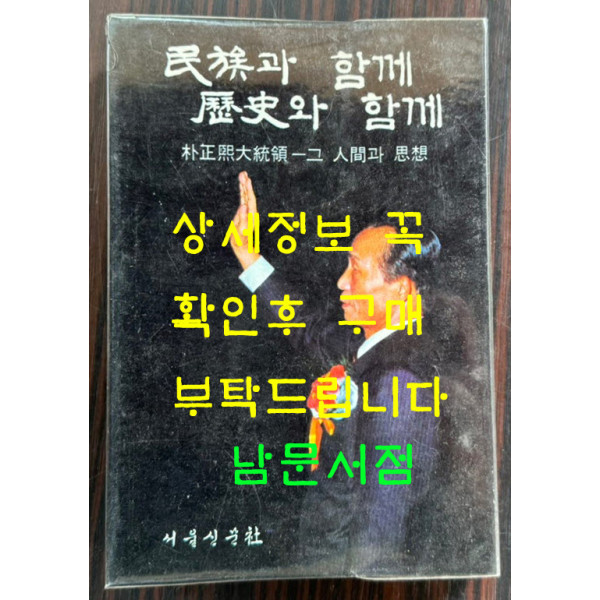 民族과 함께
歷史와 함께
朴正熙大統領—그 人間과 思想
상세정보 꼭
확인후 구매
부탁드립니다
남문서점
서울신문社